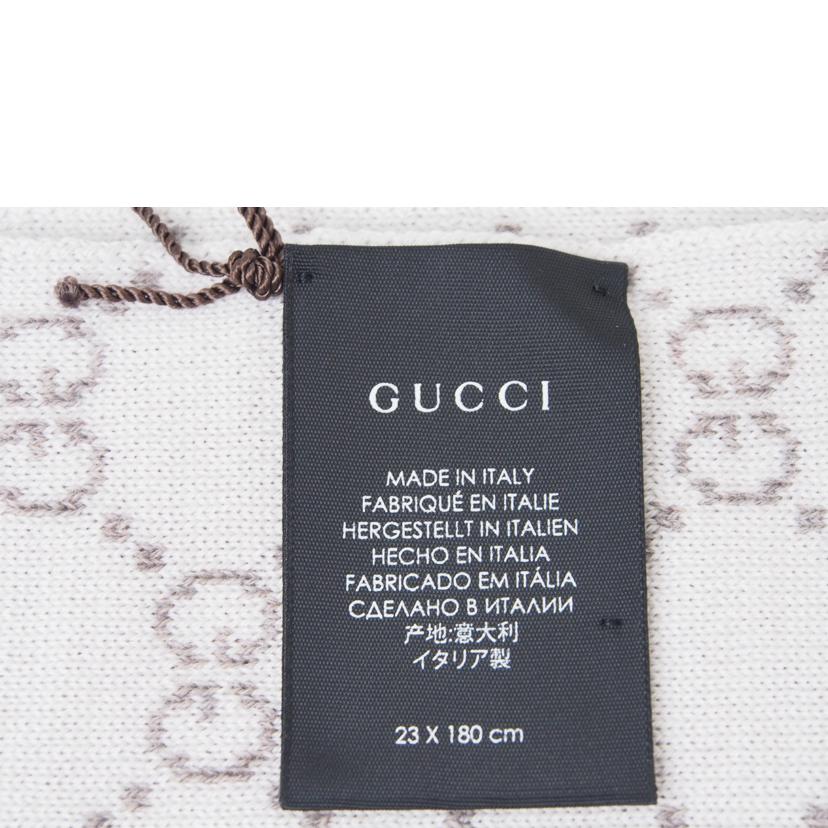 GUCCI
MADE IN ITALY
FABRIQUÉ EN ITALIE
HERGESTELLT IN ITALIEN
HECHO EN ITALIA
FABRICADO EM ITÁLIA
СДЕЛАНО В ИТАЛИИ
产地:意大利
イタリア製
23 X 180 cm